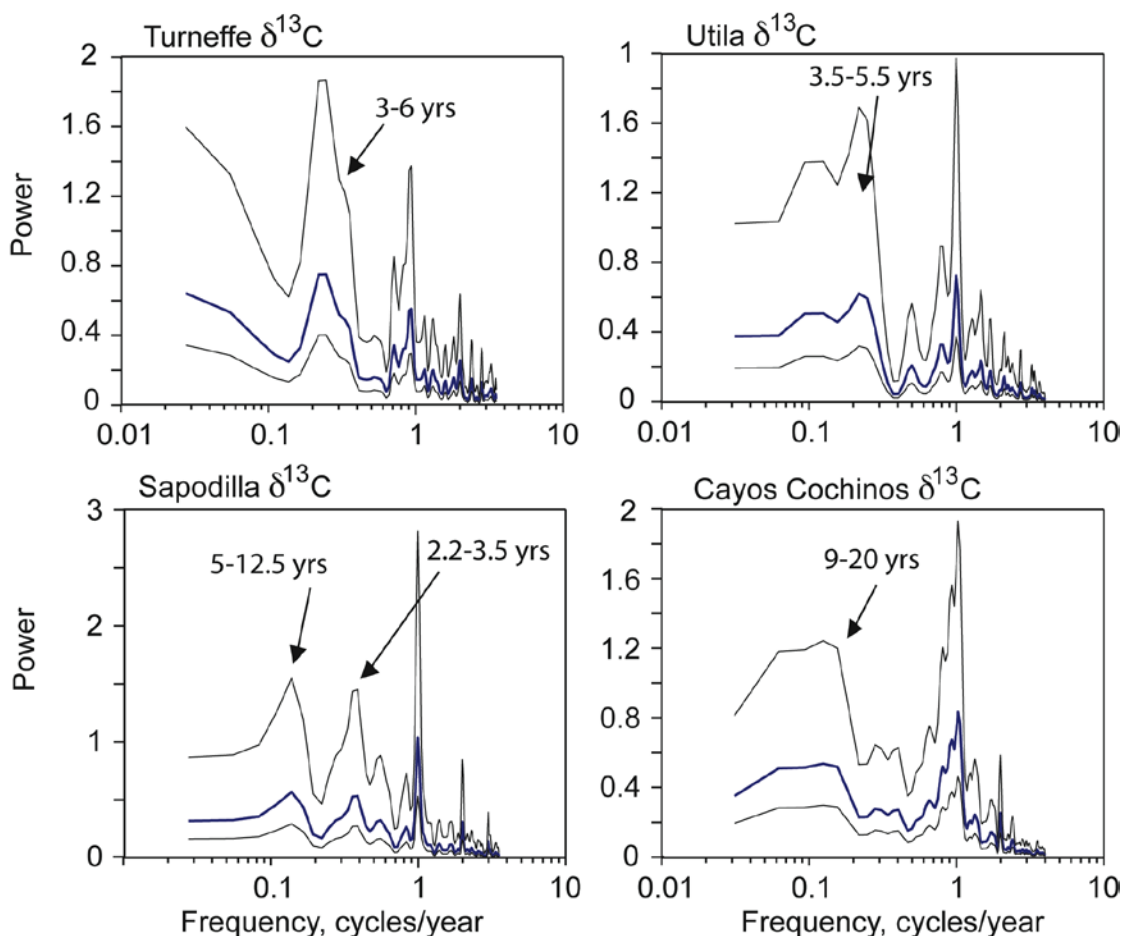 Turneffe δ¹³C
2
1.6
1.2
0.8
0.4
0
Power
3-6 yrs
0.01 0.1 1 10
Utila δ¹³C
1
1.6
1.2
0.8
0.4
0
3.5-5.5 yrs
0.01 0.1 1 10
Sapodilla δ¹³C
3
2
1
0
Power
5-12.5 yrs
2.2-3.5 yrs
0.1 1 10
Frequency, cycles/year
Cayos Cochinos δ¹³C
2
1.6
1.2
0.8
0.4
0
9-20 yrs
0.01 0.1 1 10
Frequency, cycles/year